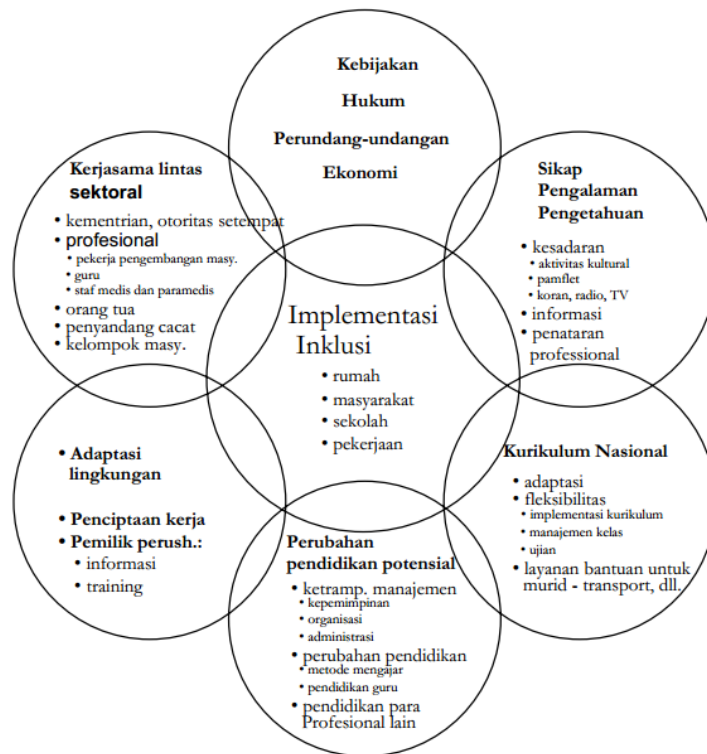 Kebijakan
Hukum
Perundang-undangan
Ekonomi
Kerjasama lintas
sektoral
• kementrian, otoritas setempat
• profesional
• pekerja pengembangan masy.
• guru
• staf medis dan paramedis
• orang tua
• penyandang cacat
• kelompok masy.
Sikap
Pengalaman
Pengetahuan
• kesadaran
• aktivitas kultural
• pamflet
• koran, radio, TV
• informasi
• penataran
professional
Implementasi
Inklusi
• rumah
• masyarakat
• sekolah
• pekerjaan
• Adaptasi
lingkungan
• Penciptaan kerja
• Pemilik perush.:
• informasi
• training
Perubahan
pendidikan potensial
• ketramp. manajemen
• kepemimpinan
• organisasi
• administrasi
• perubahan pendidikan
• metode mengajar
• pendidikan guru
• pendidikan para
Profesional lain
Kurikulum Nasional
• adaptasi
• fleksibilitas
• implementasi kurikulum
• manajemen kelas
• ujian
• layanan bantuan untuk
murid - transport, dll.